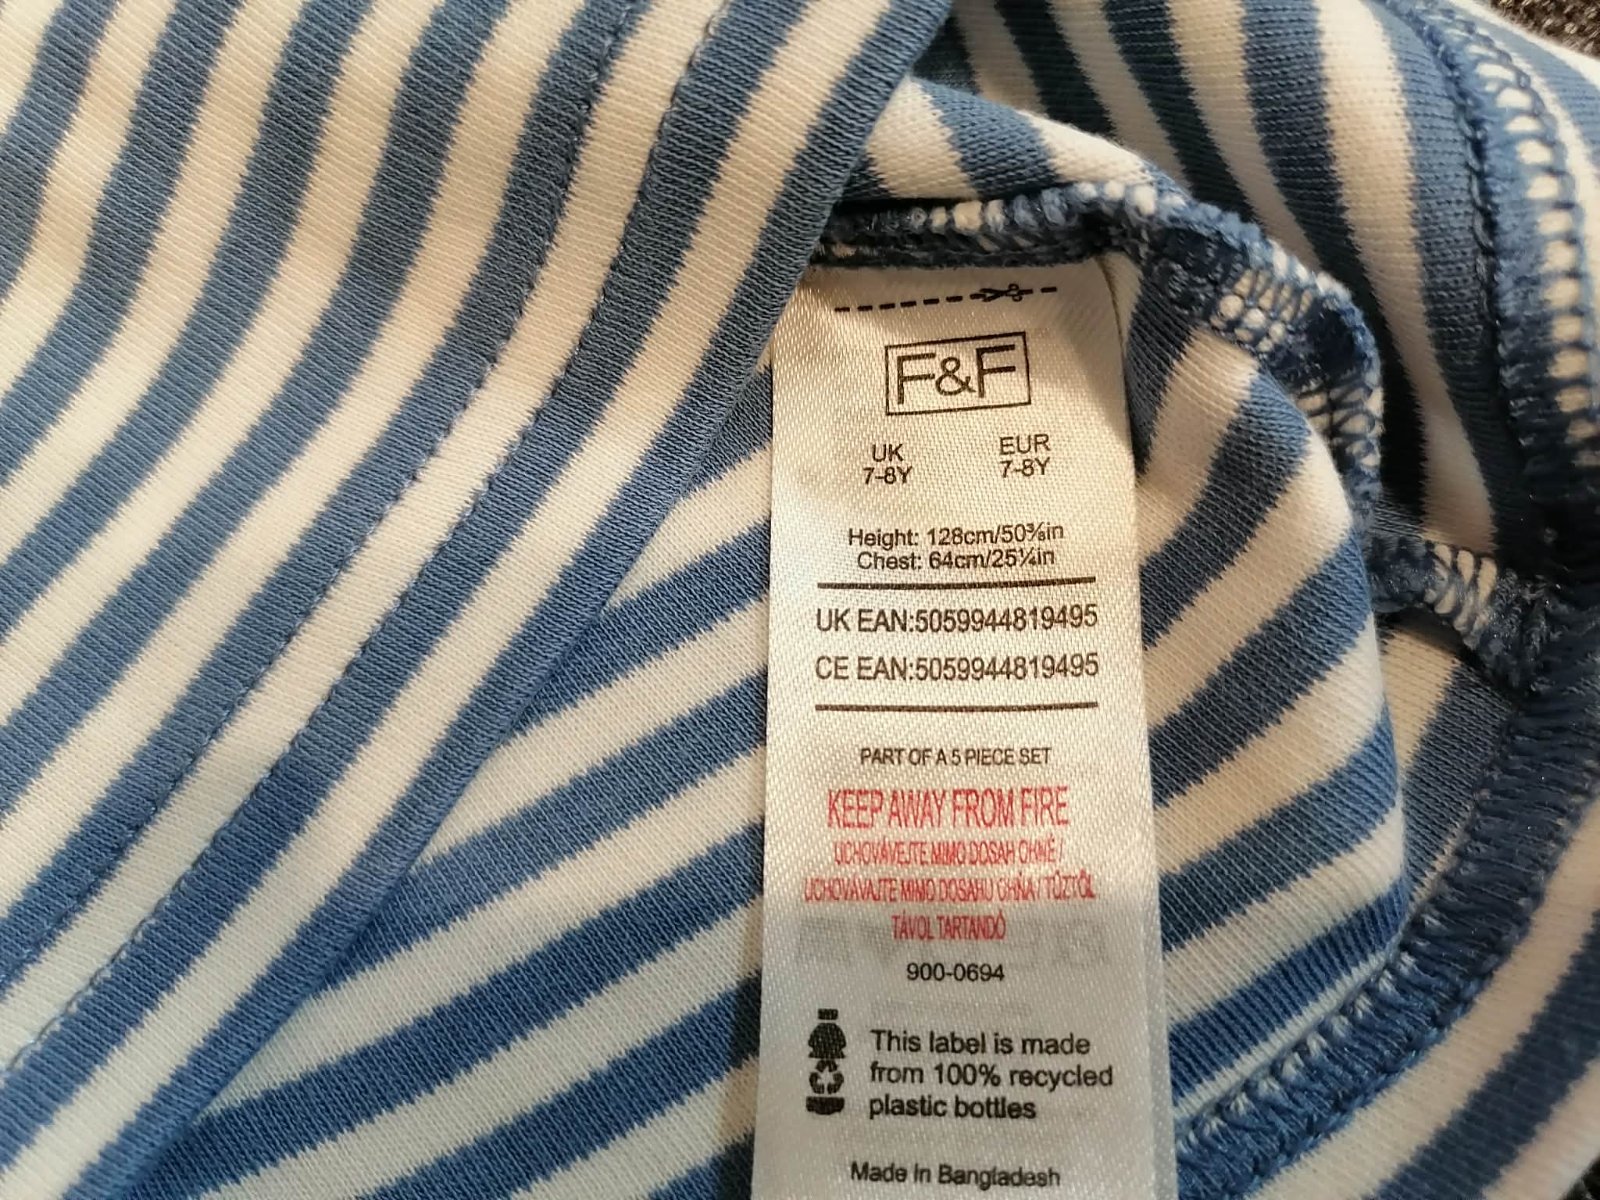 F&F
UK EUR
7-8Y 7-8Y
Height: 128cm/50⅜in
Chest: 64cm/25¼in
UK EAN:5059944819495
CE EAN:5059944819495
PART OF A 5 PIECE SET
KEEP AWAY FROM FIRE
UCHOVÁVEJTE MIMO DOSAH OHNĚ /
UCHOVÁVAJTE MIMO DOSAHU OHŇA / TŰZTŐL
TÁVOL TARTANDÓ
900-0694
This label is made
from 100% recycled
plastic bottles
Made In Bangladesh